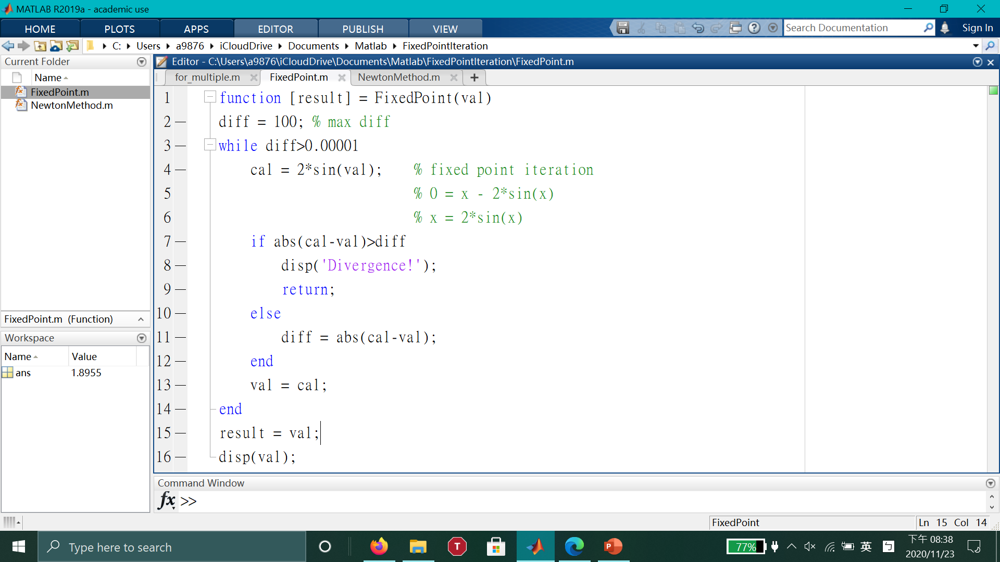 MATLAB R2019a - academic use
HOME PLOTS APPS EDITOR PUBLISH VIEW
Search Documentation
Sign In
C: Users a9876 iCloudDrive Documents Matlab FixedPointIteration
Current Folder
Name
FixedPoint.m
NewtonMethod.m
FixedPoint.m (Function)
Workspace
Name Value
ans 1.8955
Editor - C:\Users\a9876\iCloudDrive\Documents\Matlab\FixedPointIteration\FixedPoint.m
for_multiple.m FixedPoint.m NewtonMethod.m +
1 function [result] = FixedPoint(val)
2 diff = 100; % max diff
3 while diff>0.00001
4 cal = 2*sin(val); % fixed point iteration
5 % 0 = x - 2*sin(x)
6 % x = 2*sin(x)
7 if abs(cal-val)>diff
8 disp('Divergence!');
9 return;
10 else
11 diff = abs(cal-val);
12 end
13 val = cal;
14 end
15 result = val;
16 disp(val);
Command Window
fx >>
FixedPoint
Ln 15 Col 14
Type here to search
T
P
77%
英
ㄅ
下午 08:38
2020/11/23